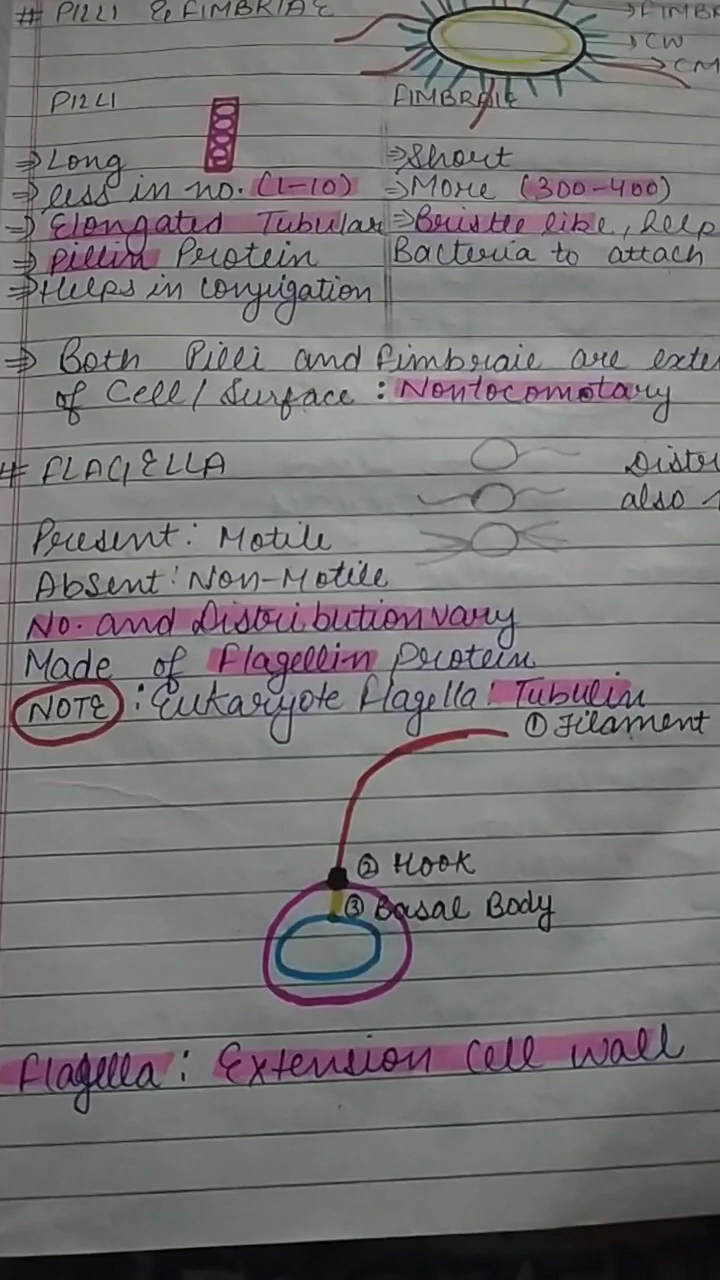 # PILLI & FIMBRIAE
→ FIMBR
→ CW
→ CM
PILLI
FIMBRAIE
⇒ Long
⇒ Short
⇒ less in no. (1-10)
⇒ More (300-400)
⇒ Elongated Tubular
⇒ Bristle like, help
⇒ Pillin Protein
Bacteria to attach
⇒ Helps in conjugation
⇒ Both Pilli and fimbraie are exte
of Cell / Surface : Nonlocomotary
# FLAGELLA
Distri
also
Present : Motile
Absent : Non-Motile
No. and Distribution vary
Made of Flagellin protein
NOTE : Eukaryote flagella : Tubulin
① Filament
② Hook
③ Basal Body
Flagella : Extension cell wall